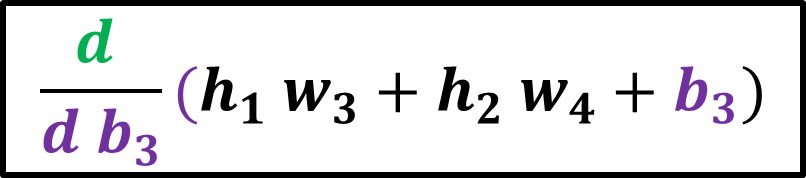 d/(d b₃) (h₁ w₃ + h₂ w₄ + b₃)